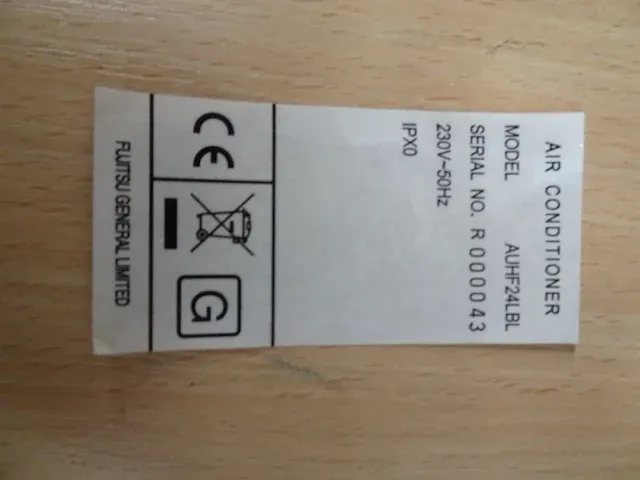 AIR CONDITIONER
MODEL AUHF24LBL
SERIAL NO. R 000043
230V~50Hz
IPX0
CE
G
FUJITSU GENERAL LIMITED